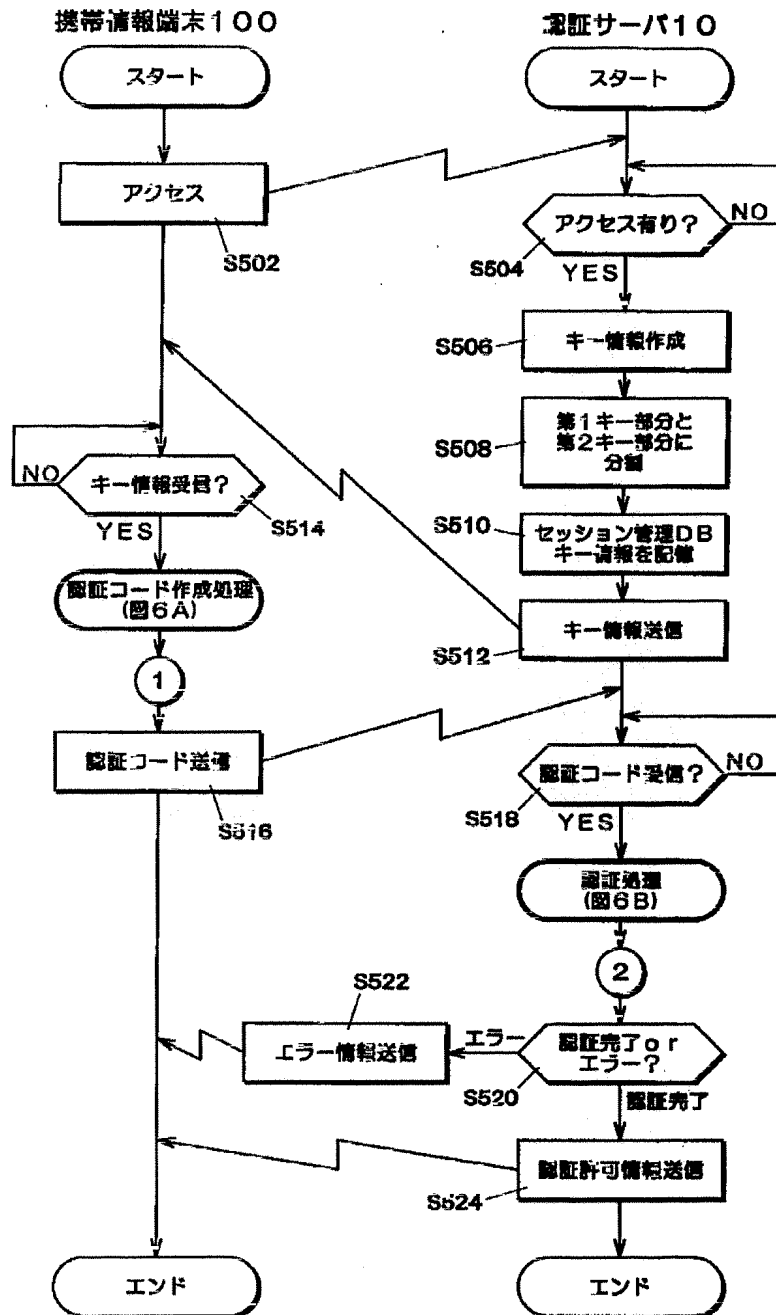 携帯情報端末100
認証サーバ10
スタート
スタート
アクセス
S502
アクセス有り?
NO
S504
YES
S506
キー情報作成
S508
第1キー部分と
第2キー部分に
分割
NO
キー情報受信?
S514
YES
S510
セッション管理DB
キー情報を記憶
認証コード作成処理
(図6A)
キー情報送信
S512
1
認証コード送信
S516
認証コード受信?
NO
S518
YES
認証処理
(図6B)
2
S522
エラー情報送信
エラー
認証完了or
エラー?
S520
認証完了
認証許可情報送信
S524
エンド
エンド